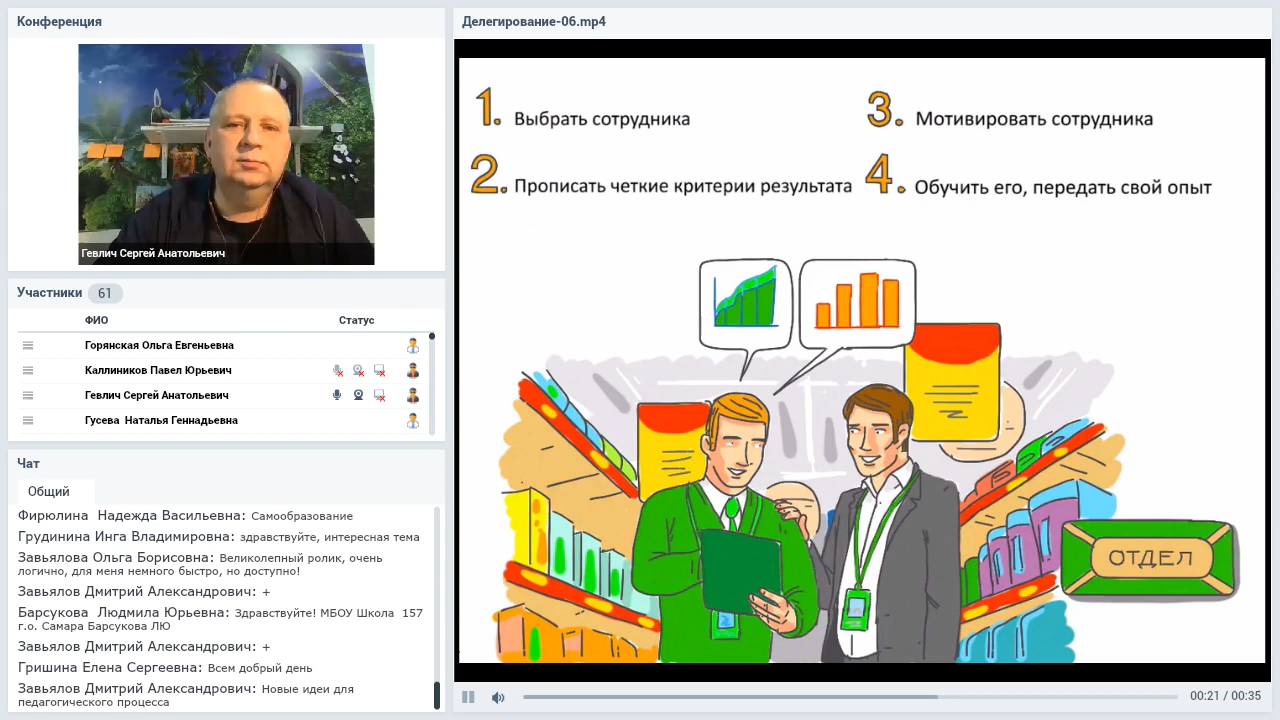 Конференция
Гевлич Сергей Анатольевич
Участники 61
ФИО Статус
Горянская Ольга Евгеньевна
Каллиников Павел Юрьевич
Гевлич Сергей Анатольевич
Гусева  Наталья Геннадьевна
Чат
Общий
Фирюлина  Надежда Васильевна: Самообразование
Грудинина Инга Владимировна: здравствуйте, интересная тема
Завьялова Ольга Борисовна: Великолепный ролик, очень
логично, для меня немного быстро, но доступно!
Завьялов Дмитрий Александрович: +
Барсукова  Людмила Юрьевна: Здравствуйте! МБОУ Школа  157
г.о. Самара Барсукова ЛЮ
Завьялов Дмитрий Александрович: +
Гришина Елена Сергеевна: Всем добрый день
Завьялов Дмитрий Александрович: Новые идеи для
педагогического процесса
Делегирование-06.mp4
1. Выбрать сотрудника
2. Прописать четкие критерии результата
3. Мотивировать сотрудника
4. Обучить его, передать свой опыт
ОТДЕЛ
00:21 / 00:35